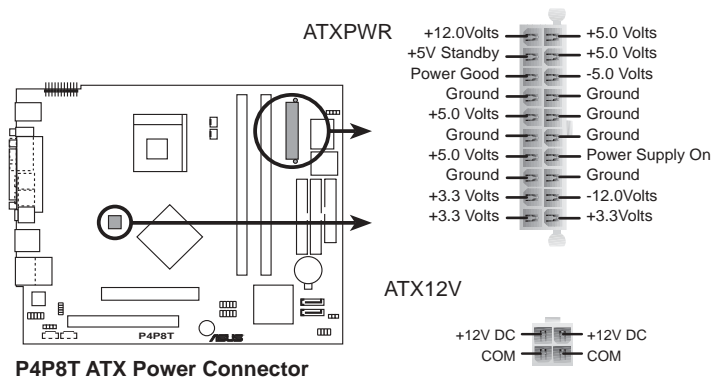 ATXPWR
+12.0Volts +5.0 Volts
+5V Standby +5.0 Volts
Power Good -5.0 Volts
Ground Ground
+5.0 Volts Ground
Ground Ground
+5.0 Volts Power Supply On
Ground Ground
+3.3 Volts -12.0Volts
+3.3 Volts +3.3Volts
ATX12V
+12V DC +12V DC
COM COM
P4P8T
ASUS
P4P8T ATX Power Connector